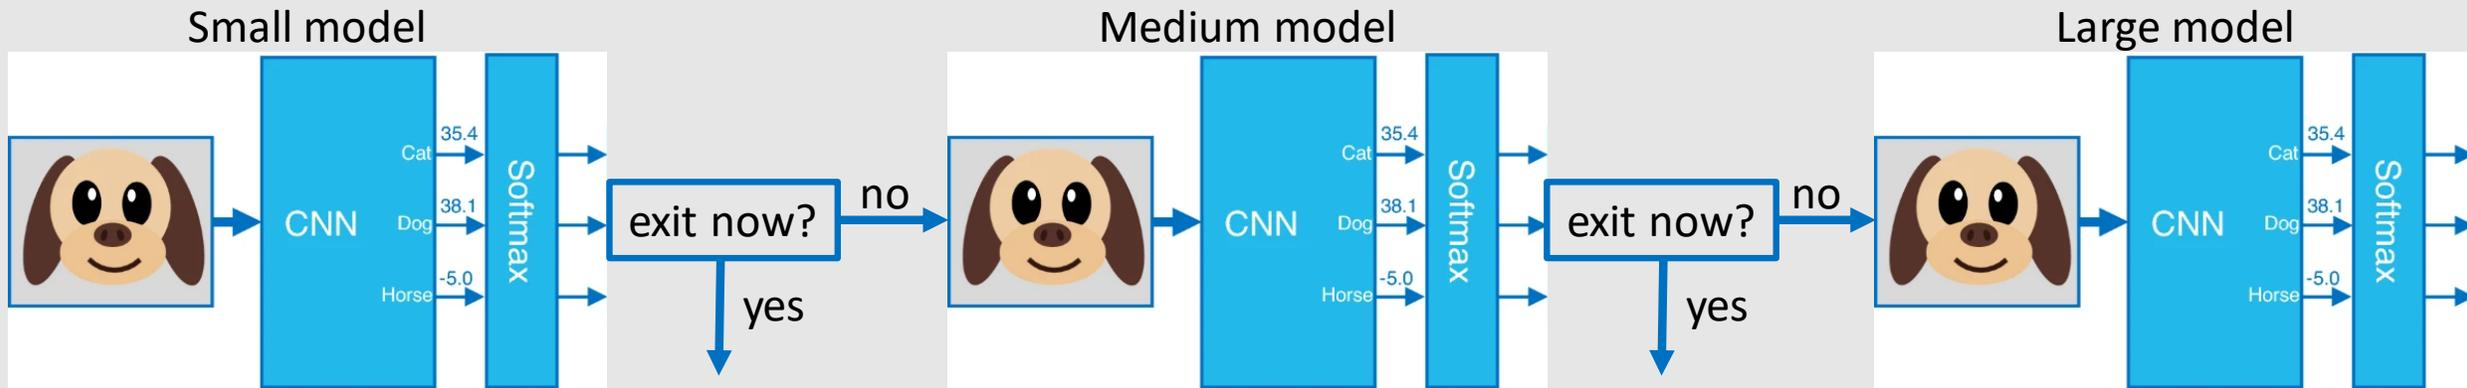 Small model
CNN
Cat
35.4
Dog
38.1
Horse
-5.0
Softmax
exit now?
no
yes
Medium model
CNN
Cat
35.4
Dog
38.1
Horse
-5.0
Softmax
exit now?
no
yes
Large model
CNN
Cat
35.4
Dog
38.1
Horse
-5.0
Softmax